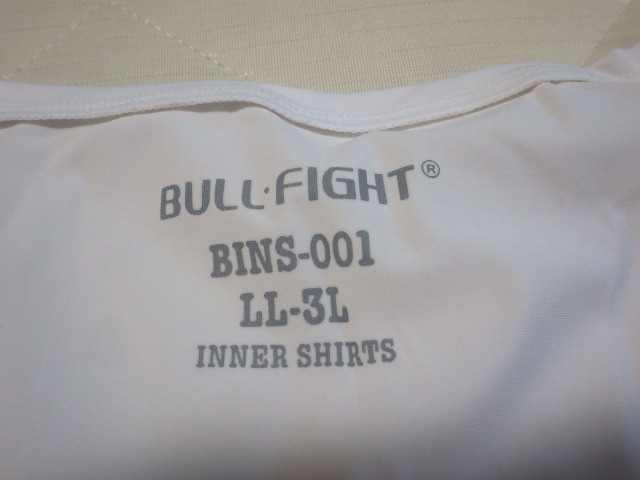 BULL·FIGHT®
BINS-001
LL-3L
INNER SHIRTS